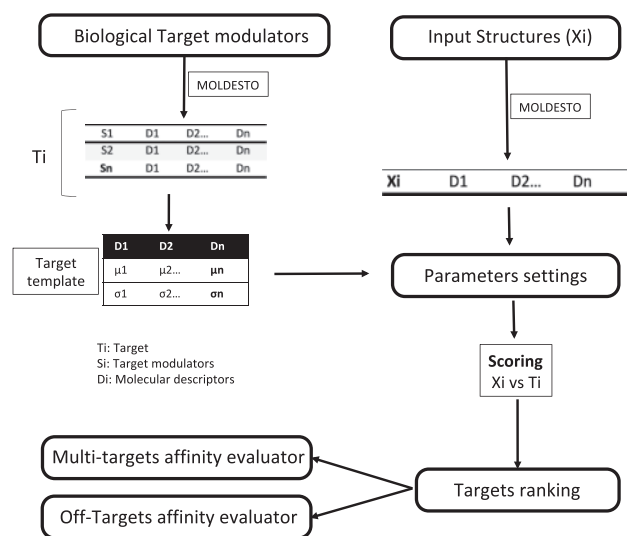 Biological Target modulators
Input Structures (Xi)
MOLDESTO
MOLDESTO
Ti
S1 D1 D2... Dn
S2 D1 D2... Dn
Sn D1 D2... Dn
Xi D1 D2... Dn
Target
template
D1 D2 Dn
μ1 μ2... μn
σ1 σ2... σn
Parameters settings
Ti: Target
Si: Target modulators
Di: Molecular descriptors
Scoring
Xi vs Ti
Multi-targets affinity evaluator
Targets ranking
Off-Targets affinity evaluator